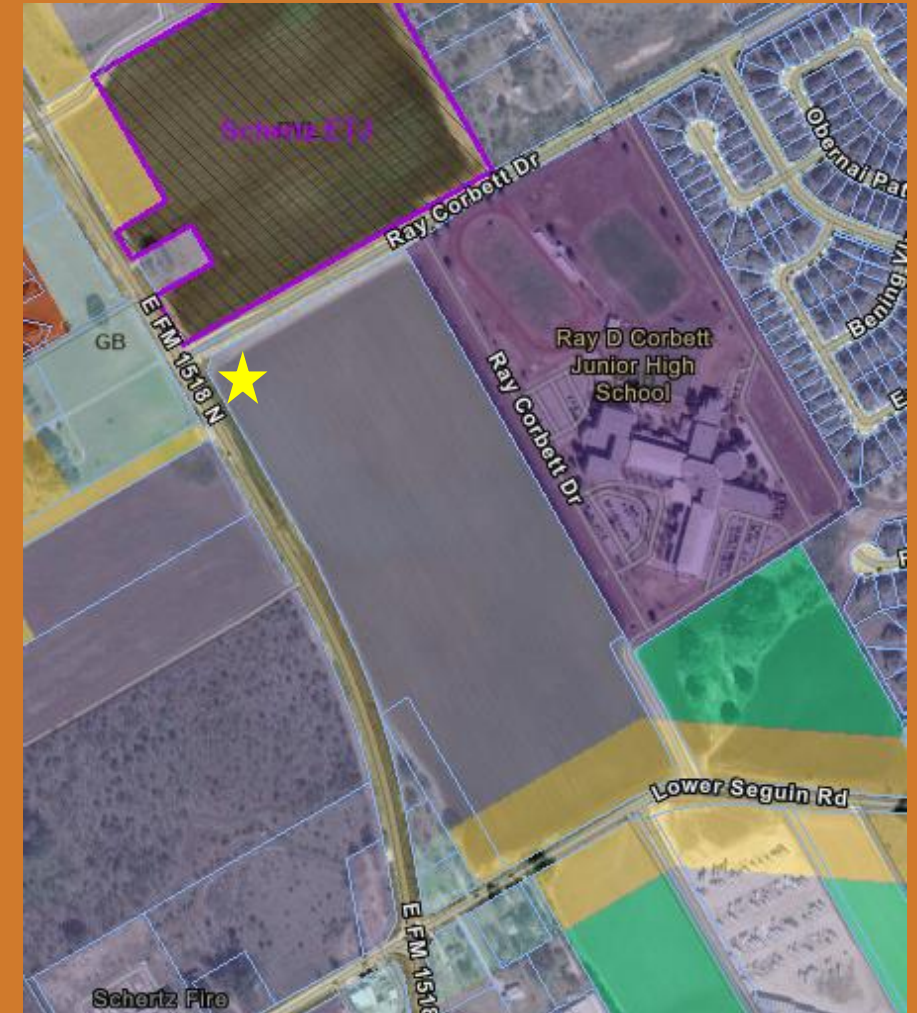 Schertz ETJ
Ray Corbett Dr
Obernai Pat
Bening Vl
E FM 1518 N
GB
Ray D Corbett
Junior High
School
Ray Corbett Dr
E
F
Lower Seguin Rd
E FM 1518
Schertz Fire